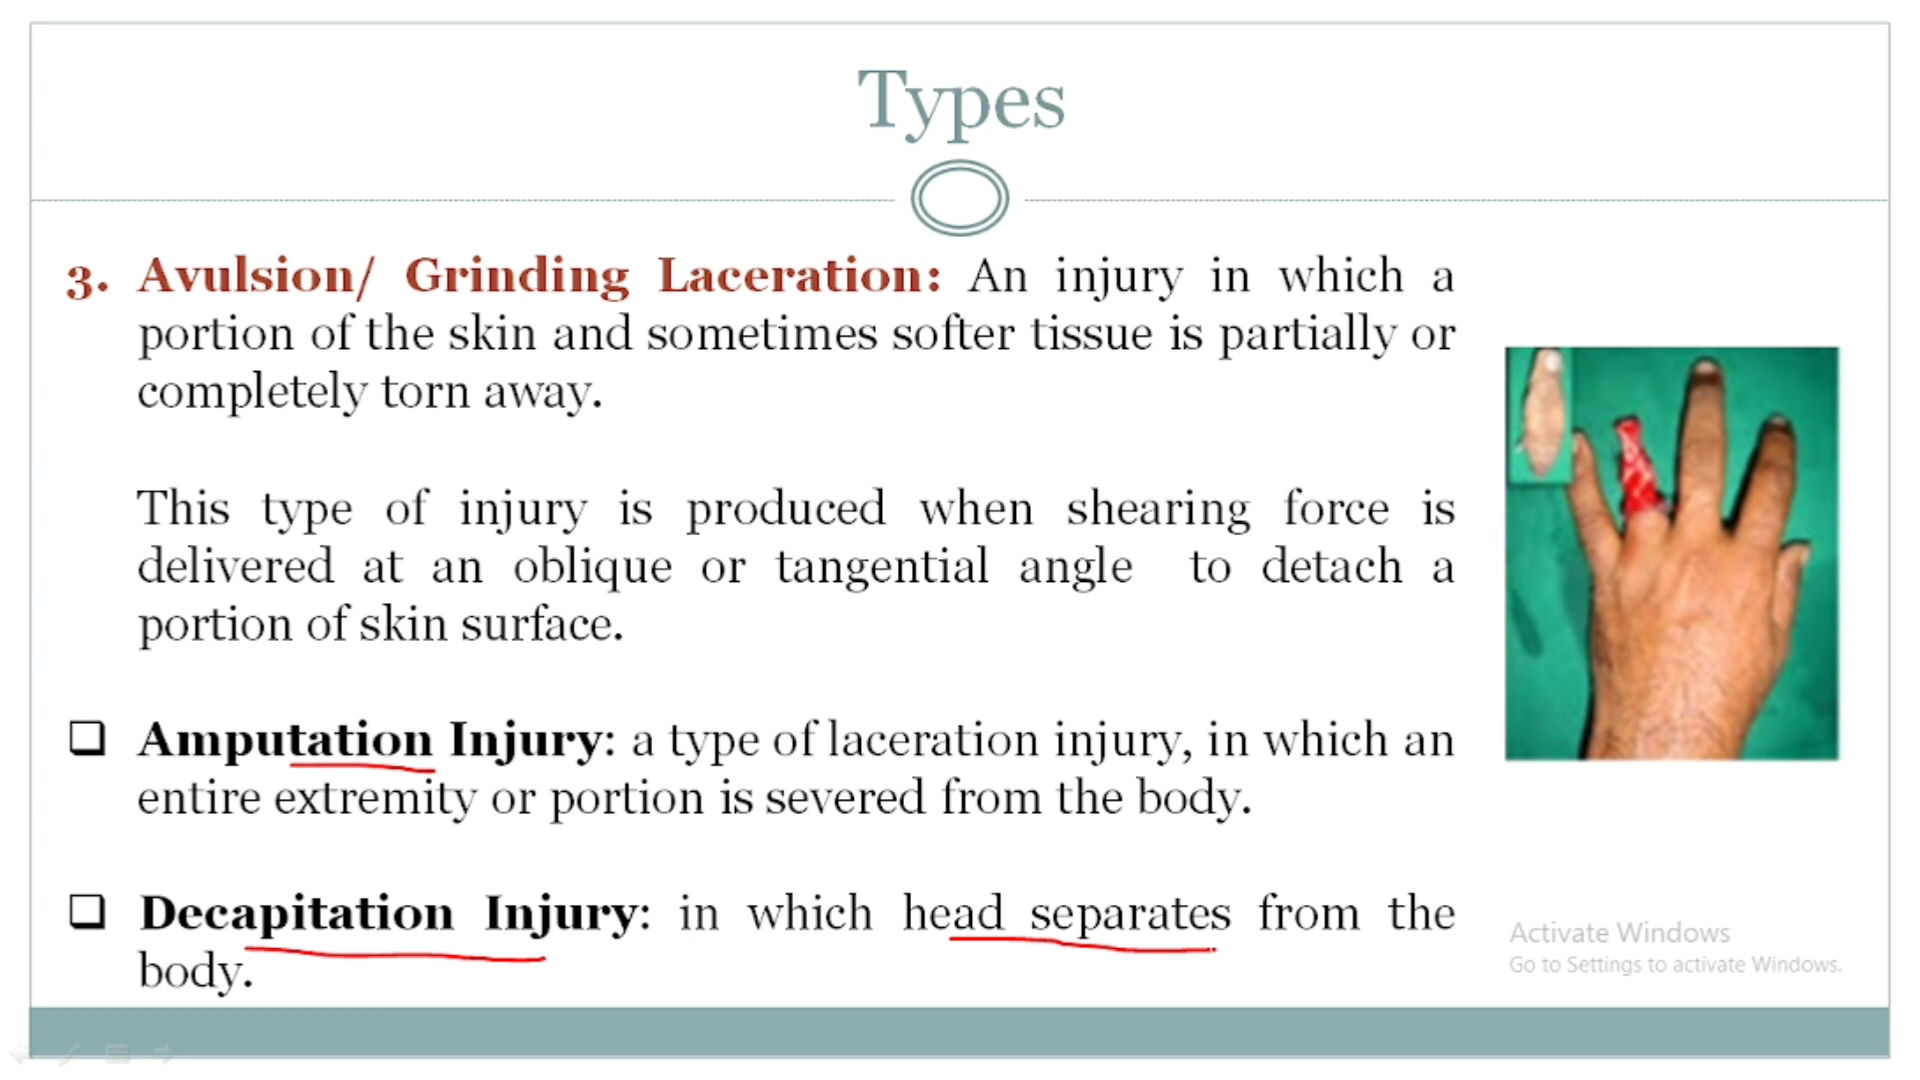 Types
3. Avulsion/ Grinding Laceration: An injury in which a
portion of the skin and sometimes softer tissue is partially or
completely torn away.
This type of injury is produced when shearing force is
delivered at an oblique or tangential angle to detach a
portion of skin surface.
Amputation Injury: a type of laceration injury, in which an
entire extremity or portion is severed from the body.
Decapitation Injury: in which head separates from the
body.
Activate Windows
Go to Settings to activate Windows.